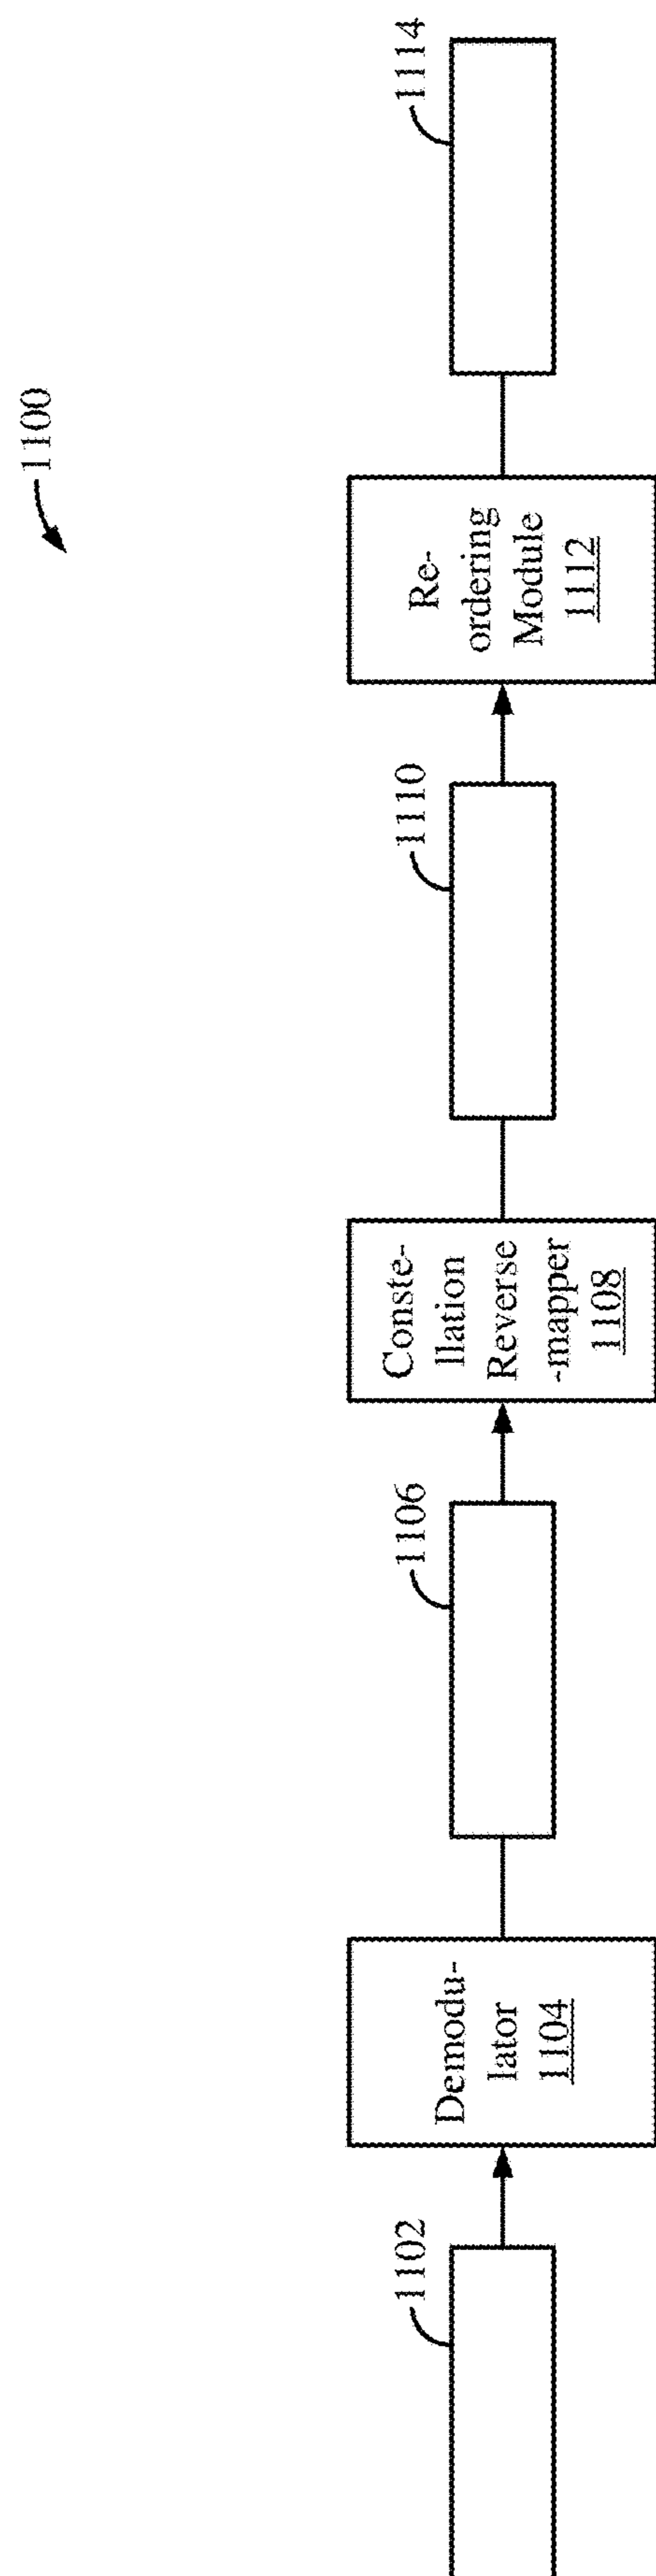 1100
1102
Demodu-
lator
1104
1106
Conste-
llation
Reverse
-mapper
1108
1110
Re-
ordering
Module
1112
1114